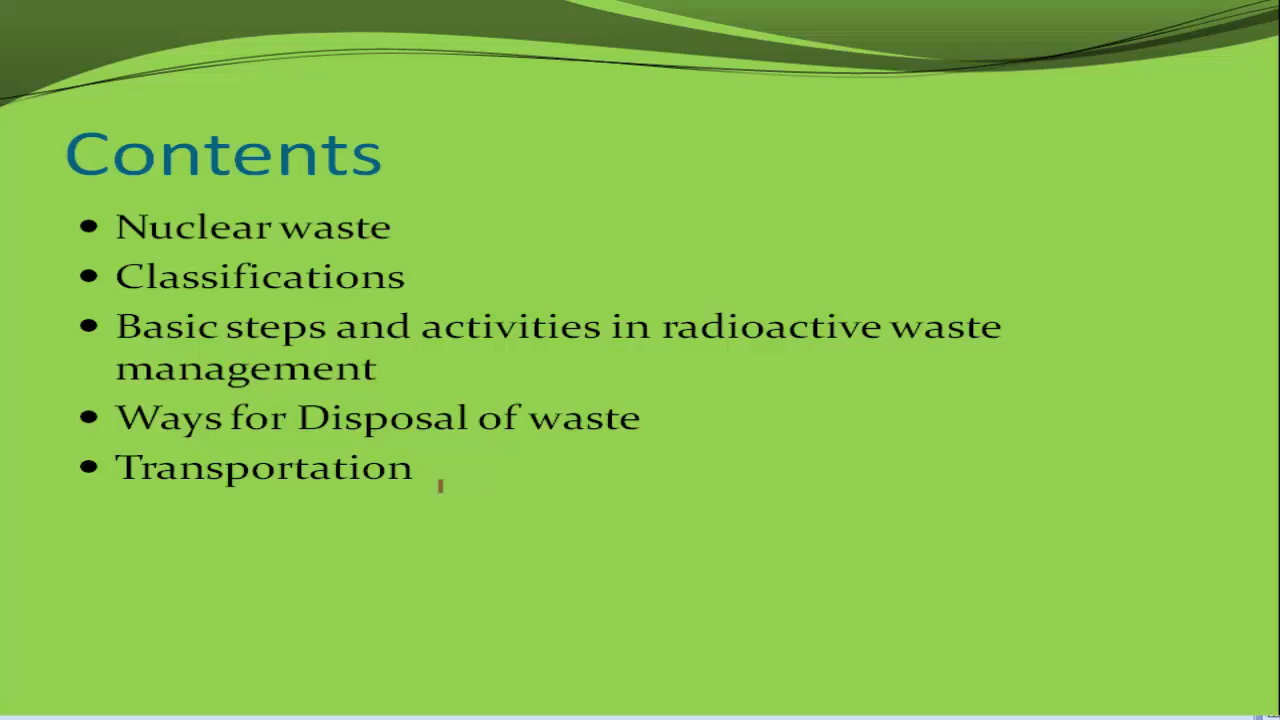 Contents
• Nuclear waste
• Classifications
• Basic steps and activities in radioactive waste
management
• Ways for Disposal of waste
• Transportation